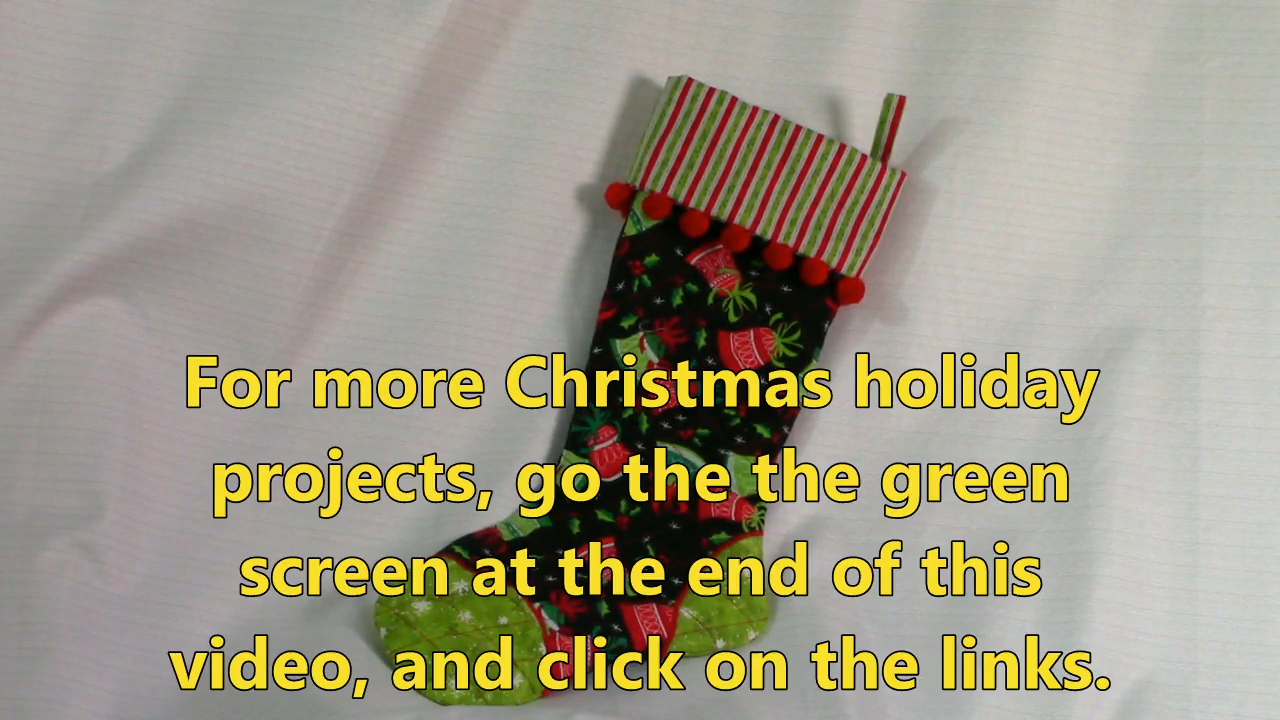 For more Christmas holiday
projects, go the the green
screen at the end of this
video, and click on the links.